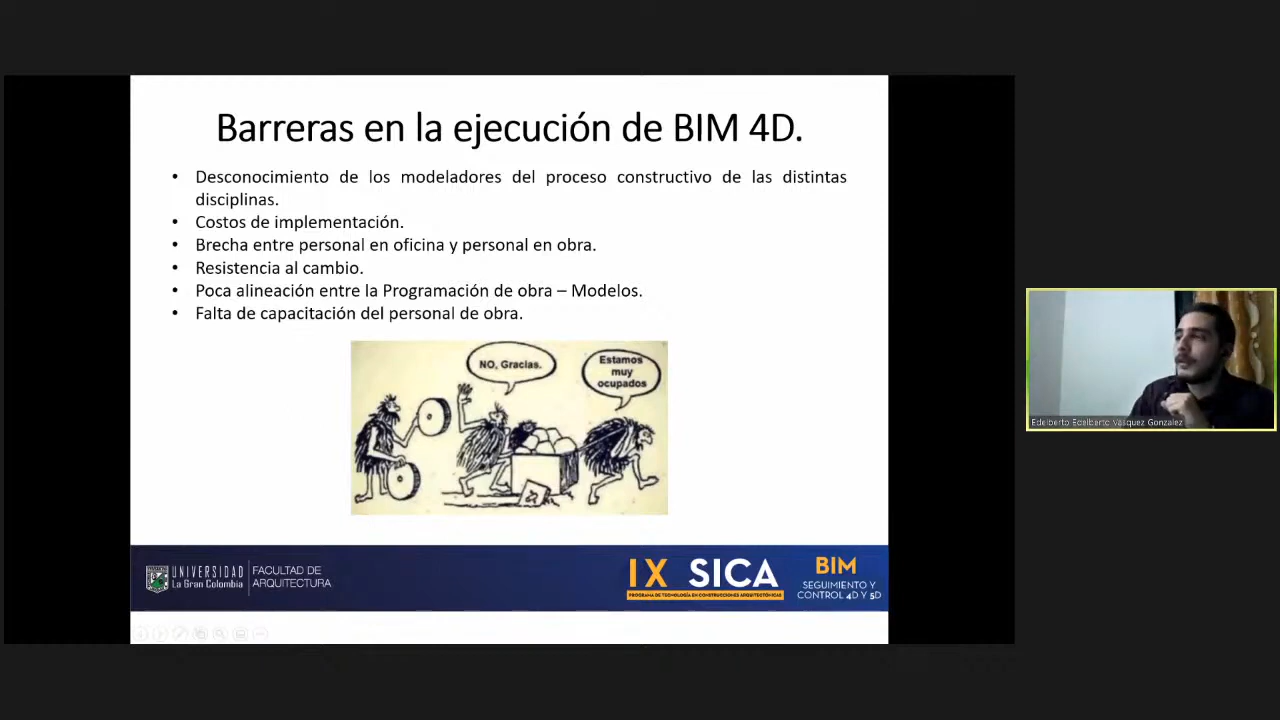 Barreras en la ejecución de BIM 4D.
• Desconocimiento de los modeladores del proceso constructivo de las distintas
disciplinas.
• Costos de implementación.
• Brecha entre personal en oficina y personal en obra.
• Resistencia al cambio.
• Poca alineación entre la Programación de obra – Modelos.
• Falta de capacitación del personal de obra.
NO, Gracias.
Estamos
muy
ocupados
UNIVERSIDAD
La Gran Colombia
FACULTAD DE
ARQUITECTURA
IX SICA
PROGRAMA DE TECNOLOGÍA EN CONSTRUCCIONES ARQUITECTÓNICAS
BIM
SEGUIMIENTO Y
CONTROL 4D Y 5D
Edelberto Edelberto Vásquez Gonzalez